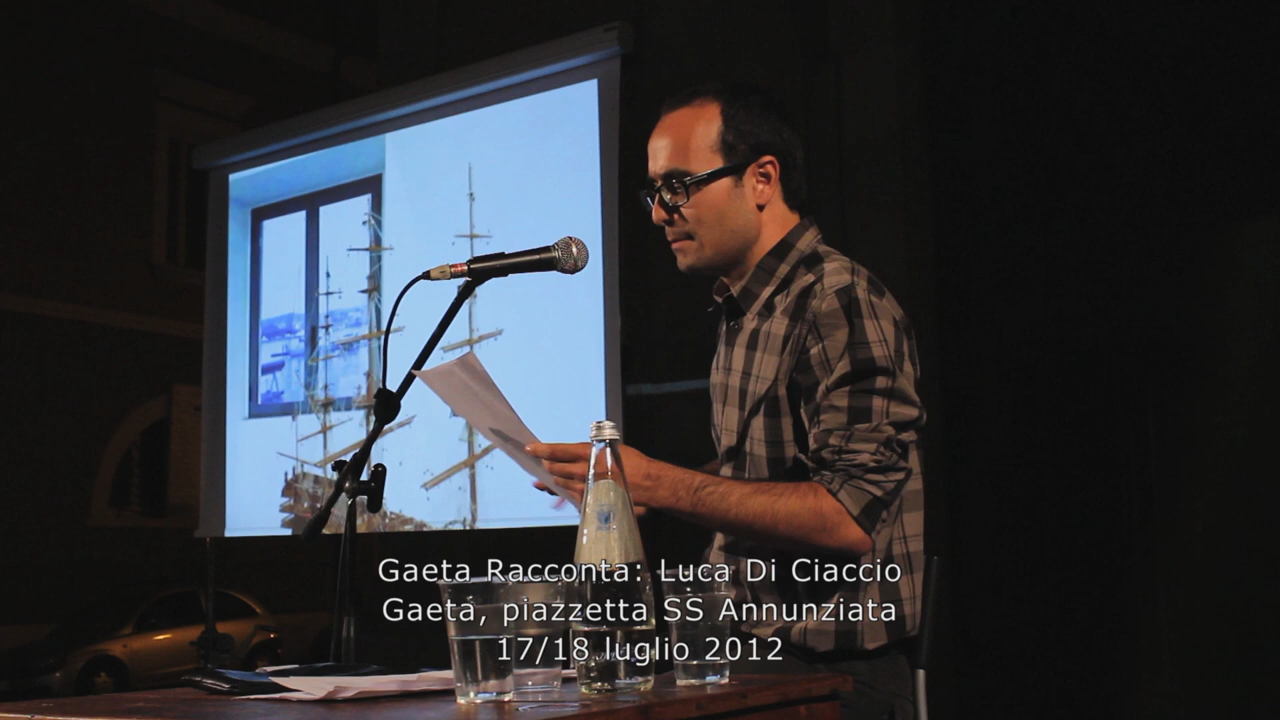 Gaeta Racconta: Luca Di Ciaccio
Gaeta, piazzetta SS Annunziata
17/18 luglio 2012